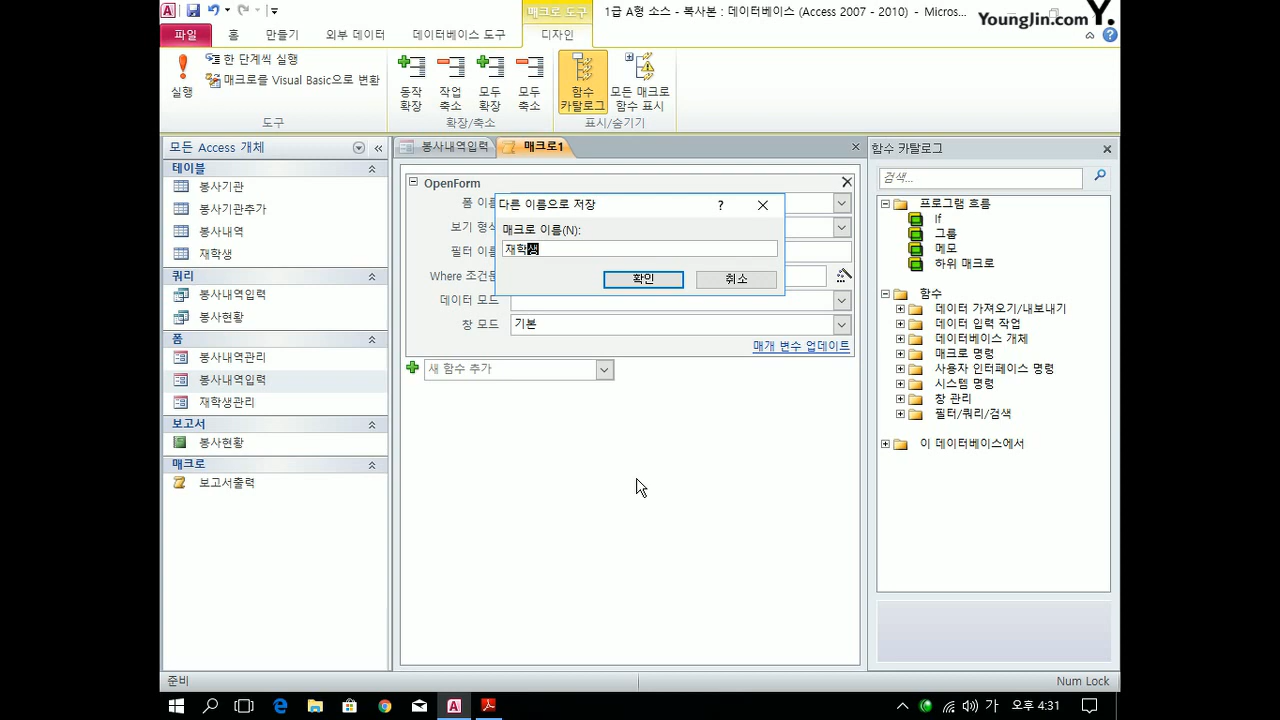 1급 A형 소스 - 복사본 : 데이터베이스 (Access 2007 - 2010) - Micros...
매크로 도구
YoungJin.com Y.
파일
홈
만들기
외부 데이터
데이터베이스 도구
디자인
실행
한 단계씩 실행
매크로를 Visual Basic으로 변환
동작 확장
작업 축소
모두 확장
모두 축소
함수 카탈로그
모든 매크로 함수 표시
도구
확장/축소
표시/숨기기
모든 Access 개체
테이블
봉사기관
봉사기관추가
봉사내역
재학생
쿼리
봉사내역입력
봉사현황
폼
봉사내역관리
봉사내역입력
재학생관리
보고서
봉사현황
매크로
보고서출력
봉사내역입력
매크로1
OpenForm
폼 이름
보기 형식
필터 이름
Where 조건문
데이터 모드
창 모드
기본
매개 변수 업데이트
새 함수 추가
다른 이름으로 저장
?
매크로 이름(N):
재학생
확인
취소
함수 카탈로그
검색...
프로그램 흐름
If
그룹
메모
하위 매크로
함수
데이터 가져오기/내보내기
데이터 입력 작업
데이터베이스 개체
매크로 명령
사용자 인터페이스 명령
시스템 명령
창 관리
필터/쿼리/검색
이 데이터베이스에서
준비
Num Lock
가
오후 4:31